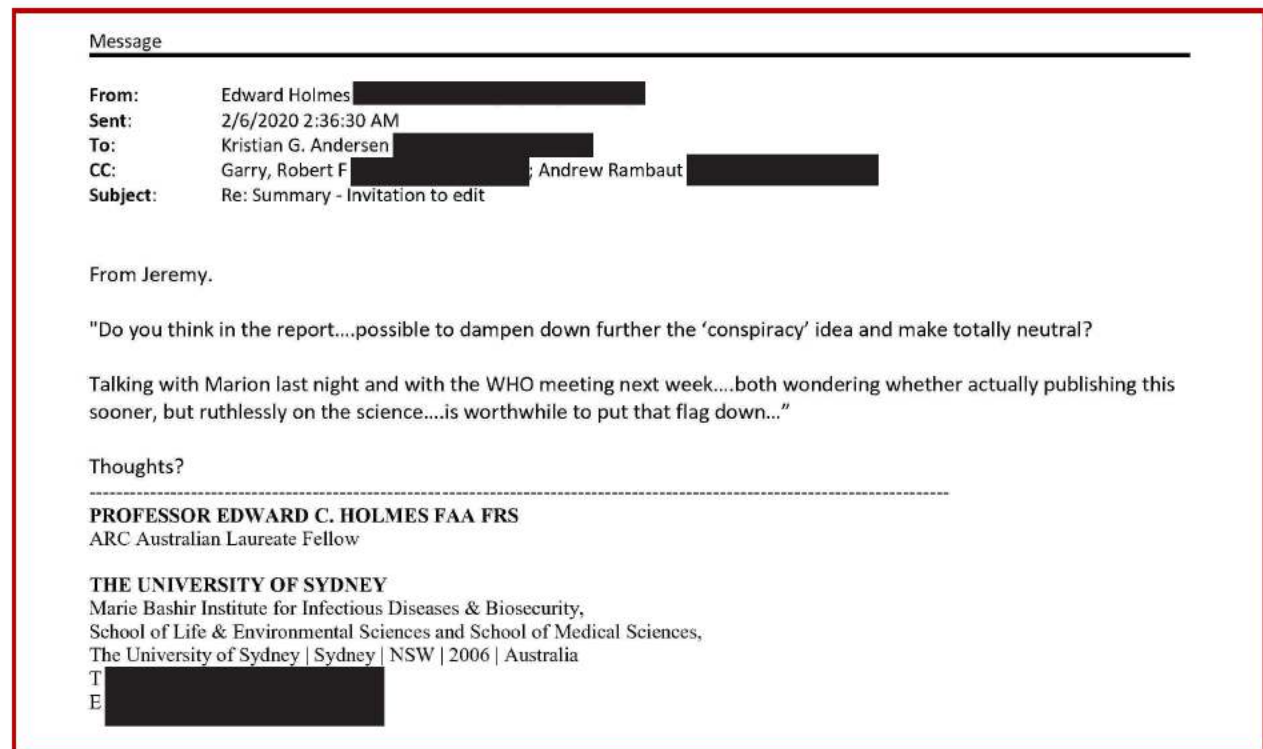 Message
From: Edward Holmes
Sent: 2/6/2020 2:36:30 AM
To: Kristian G. Andersen
CC: Garry, Robert F ; Andrew Rambaut
Subject: Re: Summary - Invitation to edit
From Jeremy.
"Do you think in the report....possible to dampen down further the ‘conspiracy’ idea and make totally neutral?
Talking with Marion last night and with the WHO meeting next week....both wondering whether actually publishing this
sooner, but ruthlessly on the science....is worthwhile to put that flag down...”
Thoughts?
--------------------------------------------------------------------------------------------------------------------------------------
PROFESSOR EDWARD C. HOLMES FAA FRS
ARC Australian Laureate Fellow
THE UNIVERSITY OF SYDNEY
Marie Bashir Institute for Infectious Diseases & Biosecurity,
School of Life & Environmental Sciences and School of Medical Sciences,
The University of Sydney | Sydney | NSW | 2006 | Australia
T
E